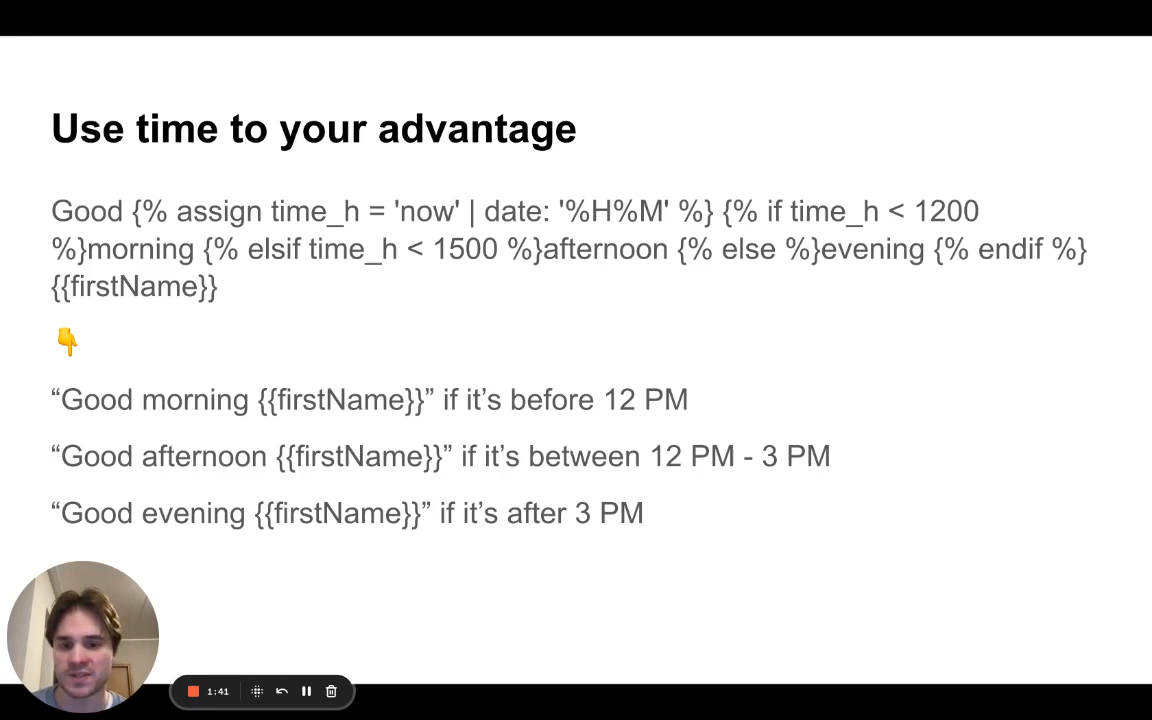 Use time to your advantage
Good {% assign time_h = 'now' | date: '%H%M' %} {% if time_h < 1200
%}morning {% elsif time_h < 1500 %}afternoon {% else %}evening {% endif %}
{{firstName}}
👇
“Good morning {{firstName}}” if it’s before 12 PM
“Good afternoon {{firstName}}” if it’s between 12 PM - 3 PM
“Good evening {{firstName}}” if it’s after 3 PM
1:41